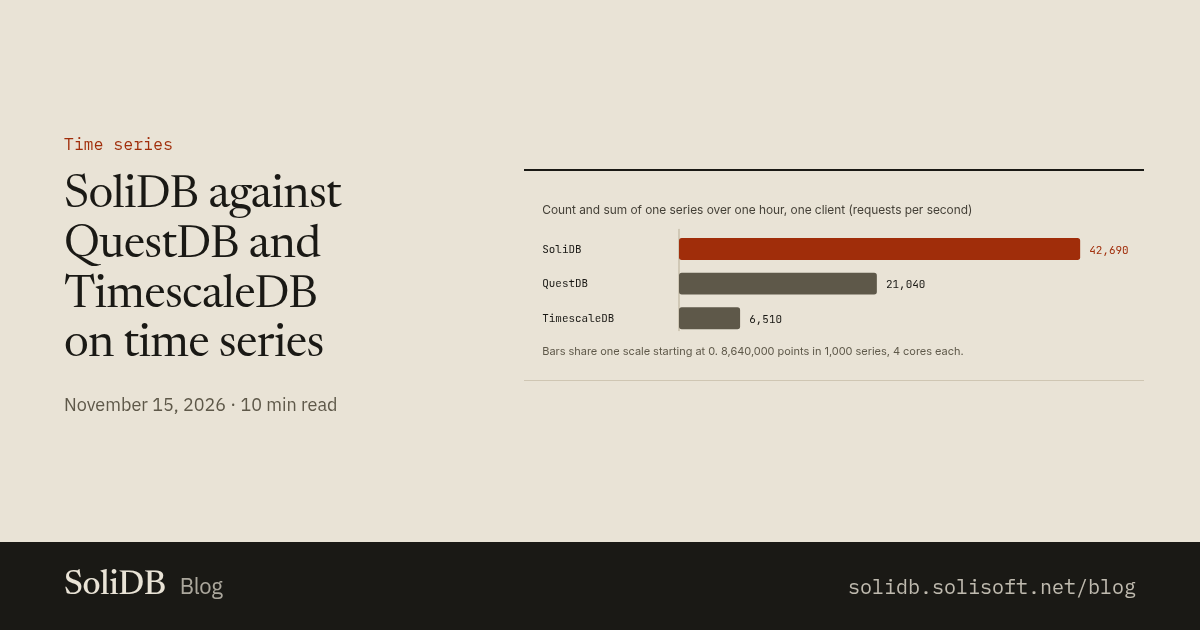 Time series
SoliDB against
QuestDB and
TimescaleDB
on time series
November 15, 2026 · 10 min read
Count and sum of one series over one hour, one client (requests per second)
SoliDB 42,690
QuestDB 21,040
TimescaleDB 6,510
Bars share one scale starting at 0. 8,640,000 points in 1,000 series, 4 cores each.
SoliDB Blog
solidb.solisoft.net/blog